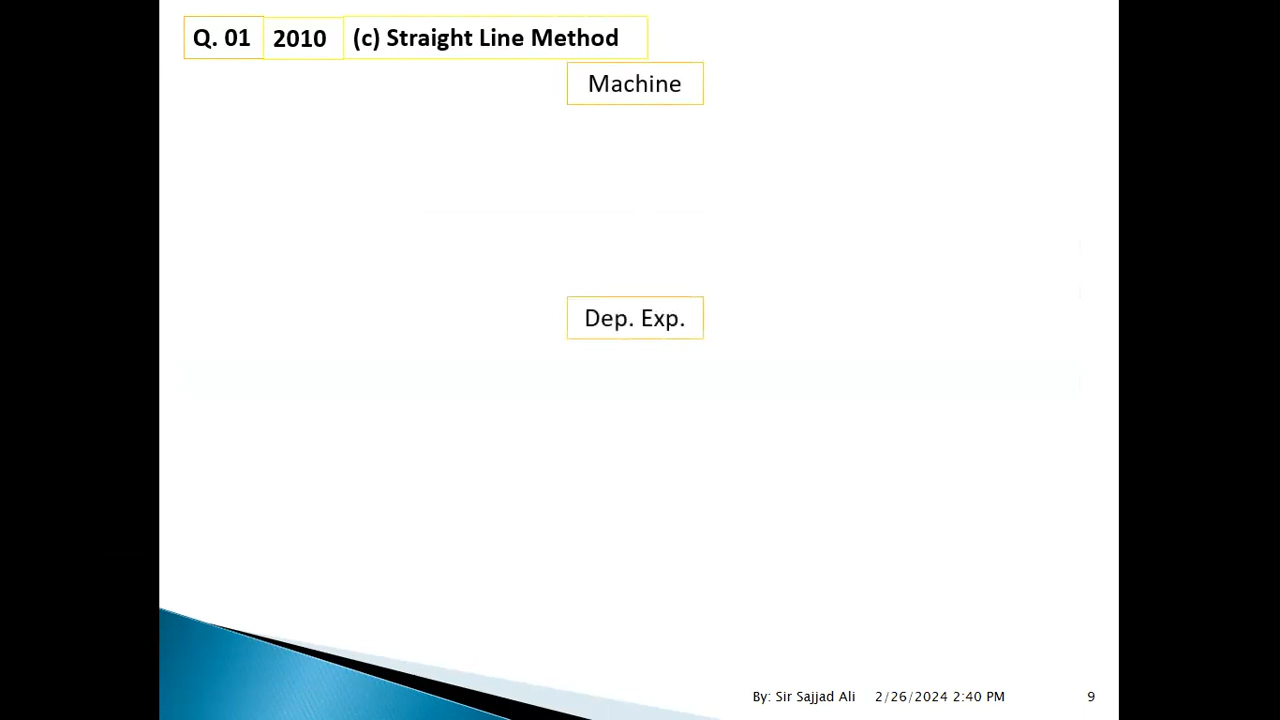 Q. 01 2010 (c) Straight Line Method
Machine
Dep. Exp.
By: Sir Sajjad Ali 2/26/2024 2:40 PM 9